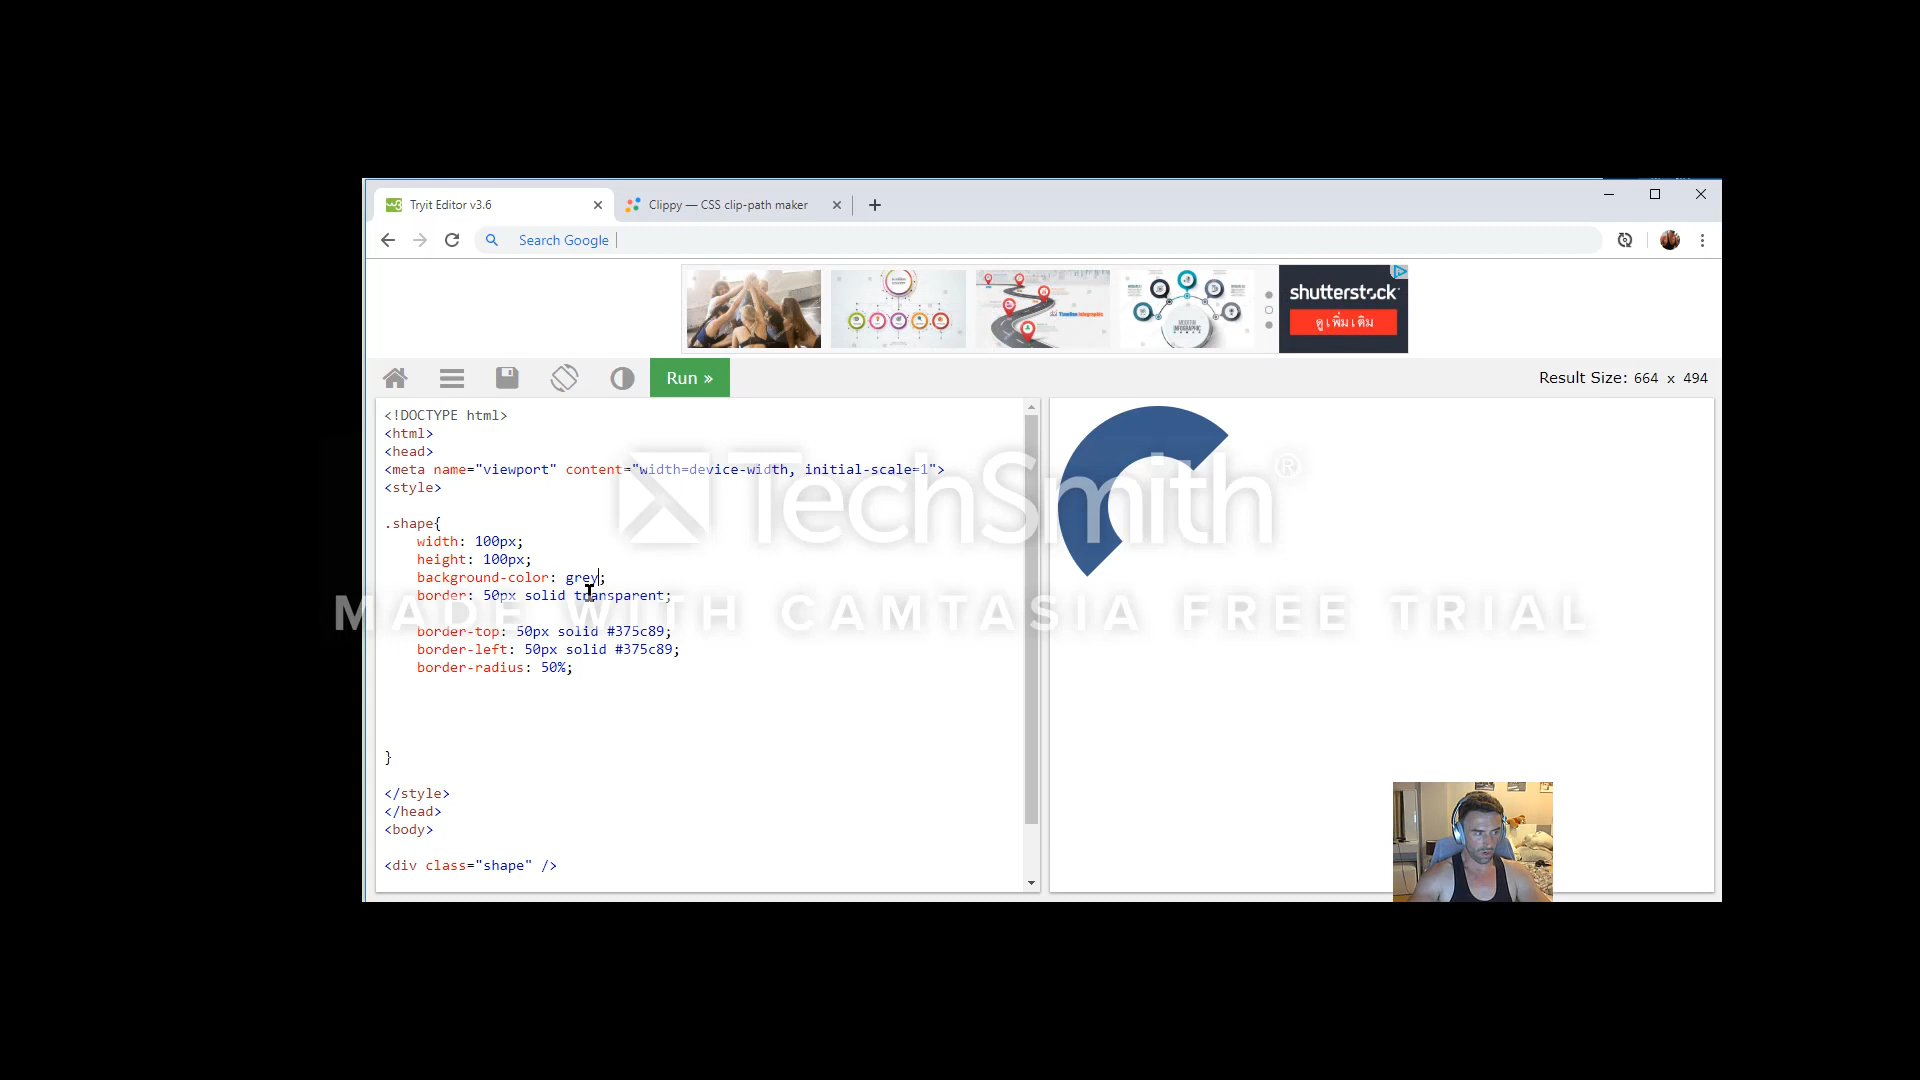 Tryit Editor v3.6
Clippy — CSS clip-path maker
Search Google
shutterstock
ดูเพิ่มเติม
Run »
Result Size: 664 x 494
<!DOCTYPE html>
<html>
<head>
<meta name="viewport" content="width=device-width, initial-scale=1">
<style>
.shape{
width: 100px;
height: 100px;
background-color: grey;
border: 50px solid transparent;
border-top: 50px solid #375c89;
border-left: 50px solid #375c89;
border-radius: 50%;
}
</style>
</head>
<body>
<div class="shape" />
TechSmith®
MADE WITH CAMTASIA FREE TRIAL